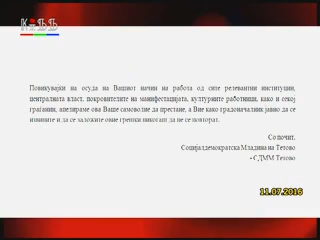 Повикувајќи на осуда на Вашиот начин на работа од сите релевантни институции,
централната власт, покровителите на манифестацијата, културните работници, како и секој
граѓанин, апелираме ова Ваше самоволие да престане, а Вие како градоначалник јавно да се
извините и да се заложите овие грешки никогаш да не се повторат.
Со почит,
Социјалдемократска Младина на Тетово
- СДММ Тетово
11.07.2016